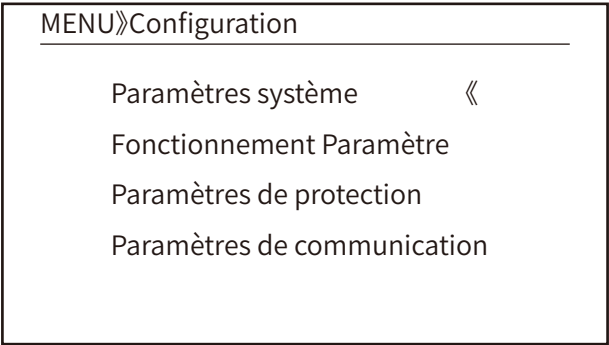 MENU》Configuration
Paramètres système 《
Fonctionnement Paramètre
Paramètres de protection
Paramètres de communication